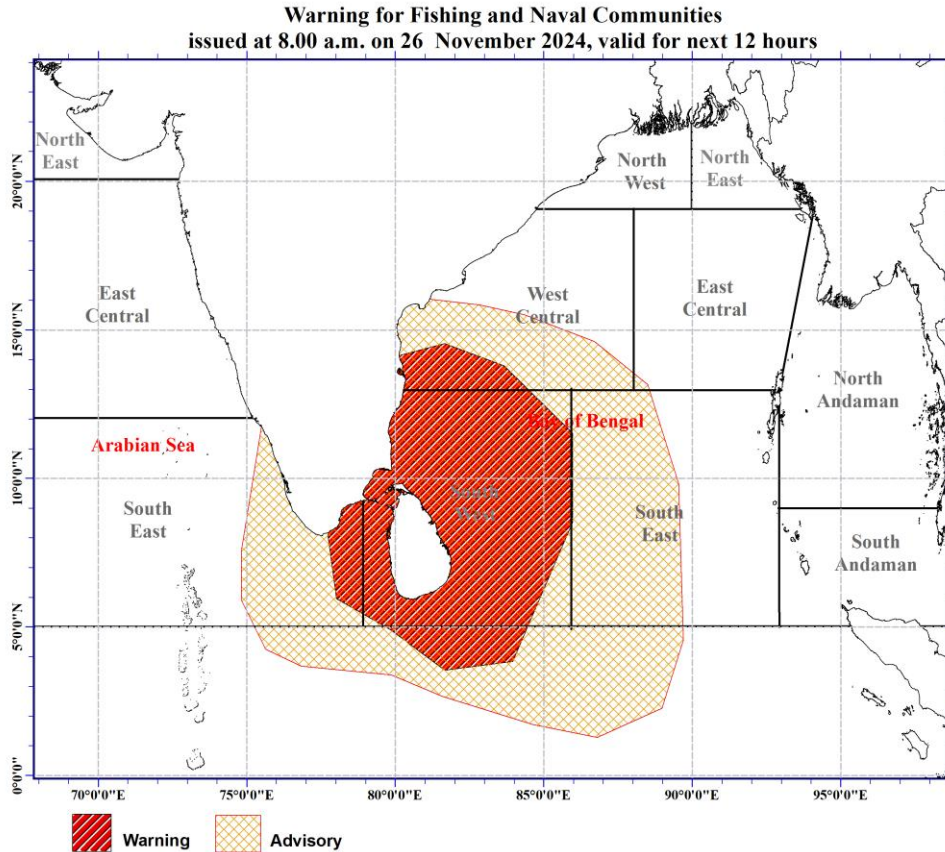 Warning for Fishing and Naval Communities
issued at 8.00 a.m. on 26 November 2024, valid for next 12 hours
North
East
North
West
North
East
20°0'0"N
East
Central
West
Central
East
Central
15°0'0"N
North
Andaman
Arabian Sea
Bay of Bengal
10°0'0"N
South
East
South
West
South
East
South
Andaman
5°0'0"N
0°0'0"
70°0'0"E
75°0'0"E
80°0'0"E
85°0'0"E
90°0'0"E
95°0'0"E
Warning
Advisory